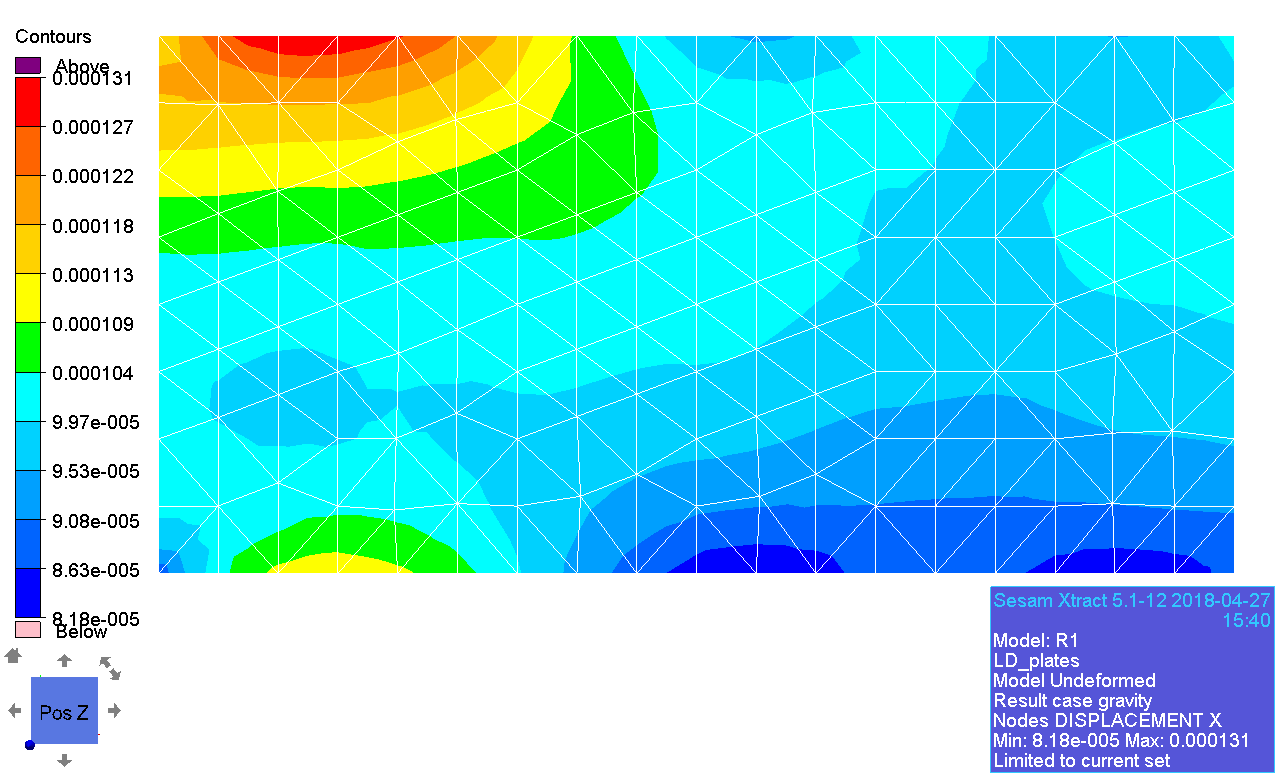 Contours
Above
0.000131
0.000127
0.000122
0.000118
0.000113
0.000109
0.000104
9.97e-005
9.53e-005
9.08e-005
8.63e-005
8.18e-005
Below
Pos Z
Sesam Xtract 5.1-12 2018-04-27
15:40
Model: R1
LD_plates
Model Undeformed
Result case gravity
Nodes DISPLACEMENT X
Min: 8.18e-005 Max: 0.000131
Limited to current set